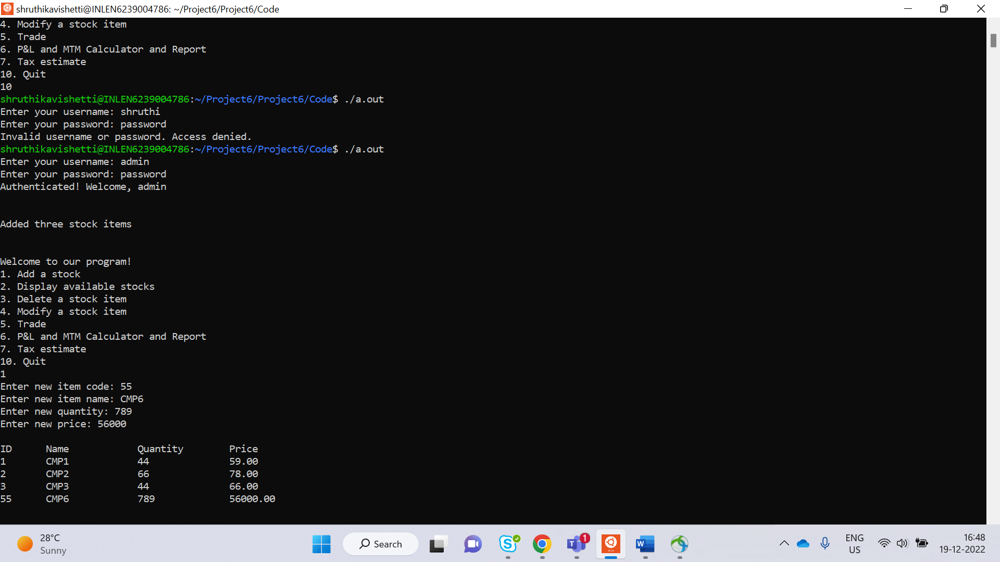 shruthikavishetti@INLEN6239004786: ~/Project6/Project6/Code
4. Modify a stock item
5. Trade
6. P&L and MTM Calculator and Report
7. Tax estimate
10. Quit
10
shruthikavishetti@INLEN6239004786:~/Project6/Project6/Code$ ./a.out
Enter your username: shruthi
Enter your password: password
Invalid username or password. Access denied.
shruthikavishetti@INLEN6239004786:~/Project6/Project6/Code$ ./a.out
Enter your username: admin
Enter your password: password
Authenticated! Welcome, admin
Added three stock items
Welcome to our program!
1. Add a stock
2. Display available stocks
3. Delete a stock item
4. Modify a stock item
5. Trade
6. P&L and MTM Calculator and Report
7. Tax estimate
10. Quit
1
Enter new item code: 55
Enter new item name: CMP6
Enter new quantity: 789
Enter new price: 56000
ID Name Quantity Price
1 CMP1 44 59.00
2 CMP2 66 78.00
3 CMP3 44 66.00
55 CMP6 789 56000.00
28°C
Sunny
Search
1
ENG
US
16:48
19-12-2022